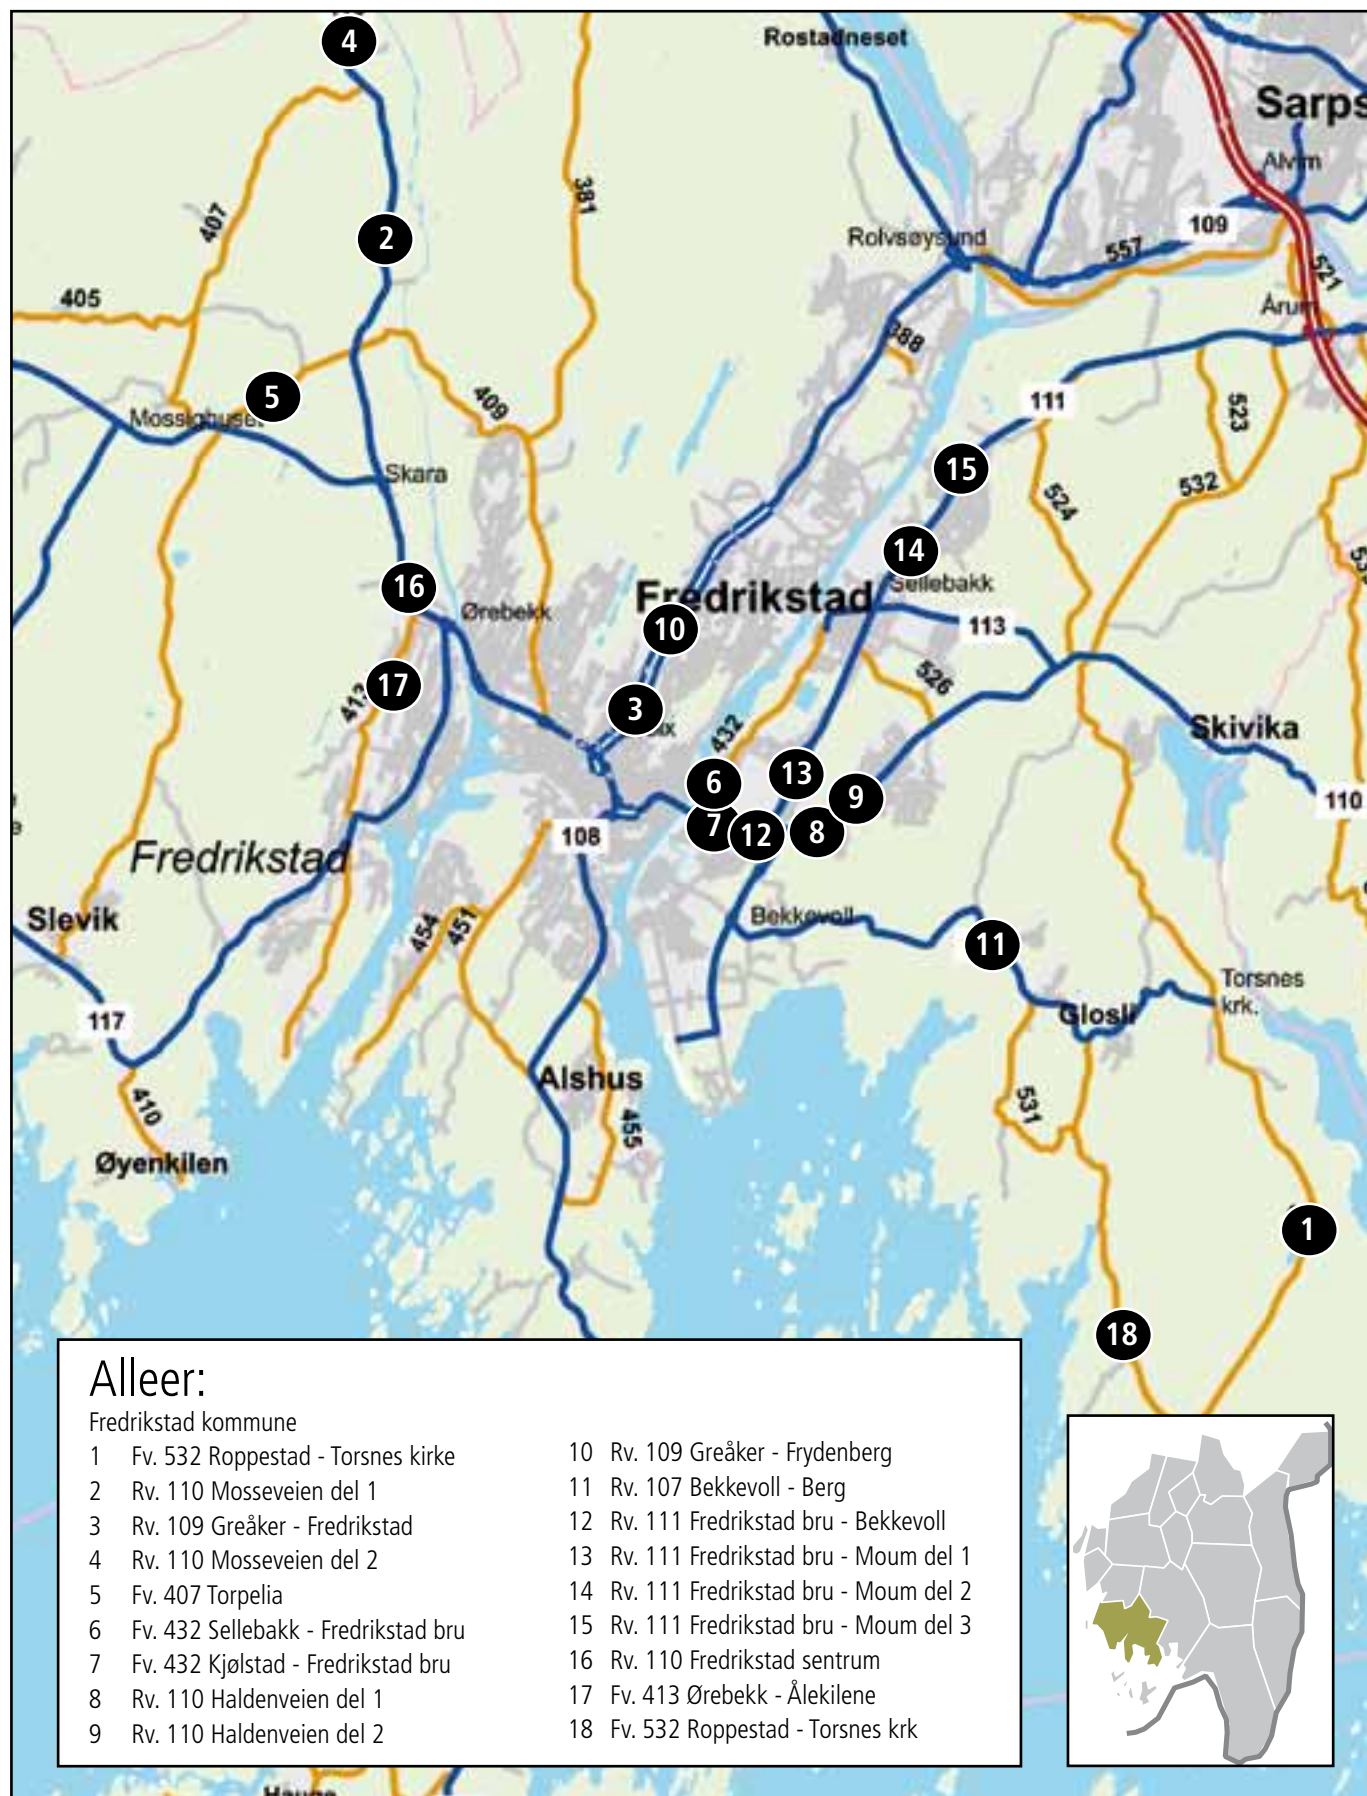 4
Rostadneset
Sarps
Alvim
381
407
2
Rolvsøysund
109
557
521
405
Årum
388
5
Mossighuset
409
111
523
15
Skara
532
524
14
16
Fredrikstad
Sellebakk
Ørebekk
10
113
17
413
526
3
432
Skivika
6
13
9
110
7
12
8
108
Fredrikstad
Slevik
454
451
Bekkevoll
11
Torsnes
krk.
117
Glosli
Alshus
410
455
531
Øyenkilen
1
18
Alleer:
Fredrikstad kommune
1 Fv. 532 Roppestad - Torsnes kirke
2 Rv. 110 Mosseveien del 1
3 Rv. 109 Greåker - Fredrikstad
4 Rv. 110 Mosseveien del 2
5 Fv. 407 Torpelia
6 Fv. 432 Sellebakk - Fredrikstad bru
7 Fv. 432 Kjølstad - Fredrikstad bru
8 Rv. 110 Haldenveien del 1
9 Rv. 110 Haldenveien del 2
10 Rv. 109 Greåker - Frydenberg
11 Rv. 107 Bekkevoll - Berg
12 Rv. 111 Fredrikstad bru - Bekkevoll
13 Rv. 111 Fredrikstad bru - Moum del 1
14 Rv. 111 Fredrikstad bru - Moum del 2
15 Rv. 111 Fredrikstad bru - Moum del 3
16 Rv. 110 Fredrikstad sentrum
17 Fv. 413 Ørebekk - Ålekilene
18 Fv. 532 Roppestad - Torsnes krk